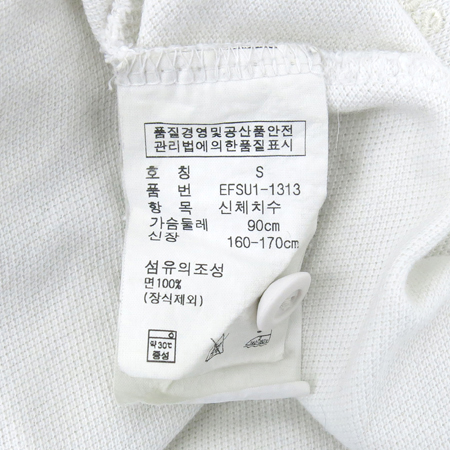 품질경영및공산품안전
관리법에의한품질표시
호 칭 S
품 번 EFSU1-1313
항 목 신체치수
가슴둘레 90cm
신장 160-170cm
섬유의조성
면100%
(장식제외)
약30℃
중성